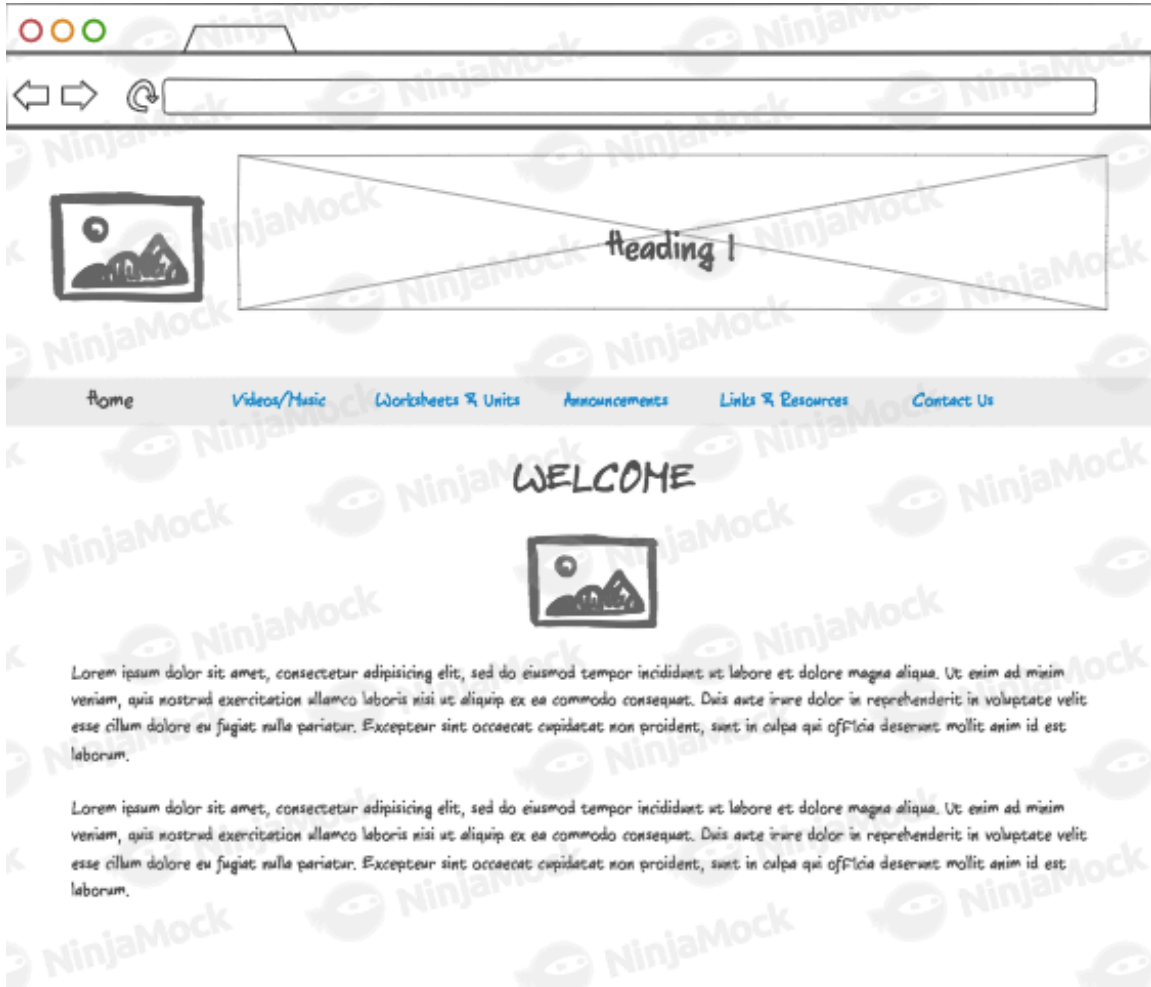 Heading 1
Home Videos/Music Worksheets & Units Announcements Links & Resources Contact Us
WELCOME
Lorem ipsum dolor sit amet, consectetur adipisicing elit, sed do eiusmod tempor incididunt ut labore et dolore magna aliqua. Ut enim ad minim
veniam, quis nostrud exercitation ullamco laboris nisi ut aliquip ex ea commodo consequat. Duis aute irure dolor in reprehenderit in voluptate velit
esse cillum dolore eu fugiat nulla pariatur. Excepteur sint occaecat cupidatat non proident, sunt in culpa qui officia deserunt mollit anim id est
laborum.
Lorem ipsum dolor sit amet, consectetur adipisicing elit, sed do eiusmod tempor incididunt ut labore et dolore magna aliqua. Ut enim ad minim
veniam, quis nostrud exercitation ullamco laboris nisi ut aliquip ex ea commodo consequat. Duis aute irure dolor in reprehenderit in voluptate velit
esse cillum dolore eu fugiat nulla pariatur. Excepteur sint occaecat cupidatat non proident, sunt in culpa qui officia deserunt mollit anim id est
laborum.
NinjaMock